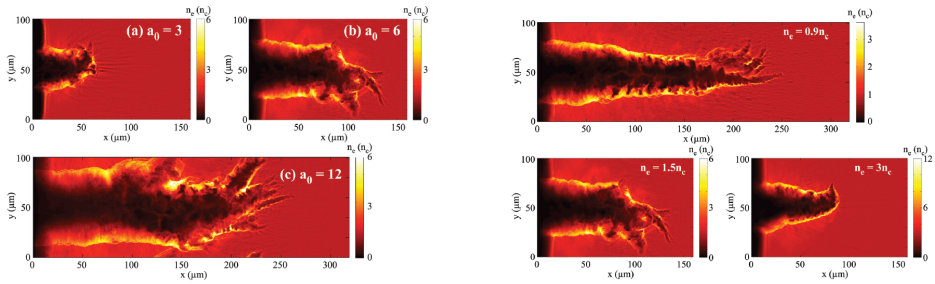 n_e (n_c)
(a) a_0 = 3
100
50
0
y (μm)
0 50 100 150
x (μm)
6
3
0
n_e (n_c)
(b) a_0 = 6
100
50
0
y (μm)
0 50 100 150
x (μm)
6
3
0
n_e (n_c)
(c) a_0 = 12
100
50
0
y (μm)
0 50 100 150 200 250 300
x (μm)
6
3
0
n_e (n_c)
n_e = 0.9n_c
100
50
0
y (μm)
0 50 100 150 200 250 300
x (μm)
3
2
1
0
n_e (n_c)
n_e = 1.5n_c
100
50
0
y (μm)
0 50 100 150
x (μm)
6
3
0
n_e (n_c)
n_e = 3n_c
100
50
0
y (μm)
0 50 100 150
x (μm)
12
6
0